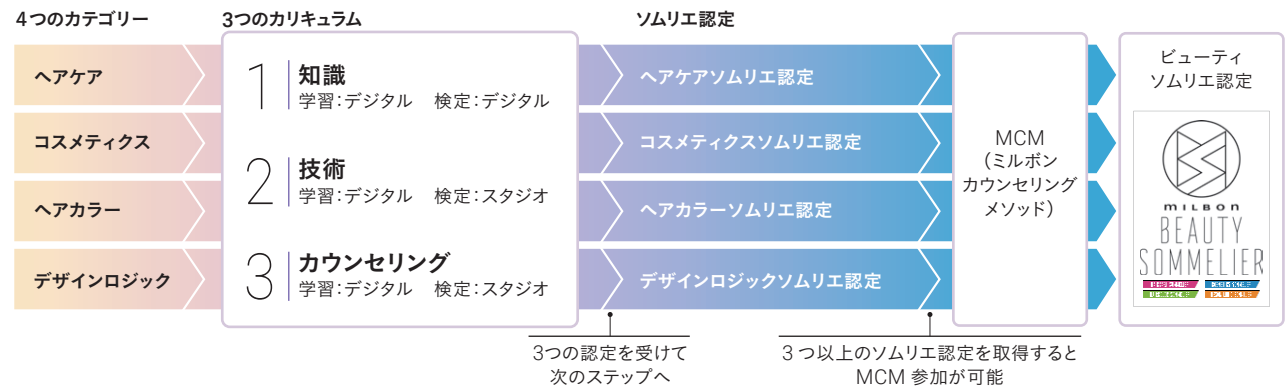 4つのカテゴリー
3つのカリキュラム
ソムリエ認定
ヘアケア
コスメティクス
ヘアカラー
デザインロジック
1 知識
学習：デジタル 検定：デジタル
2 技術
学習：デジタル 検定：スタジオ
3 カウンセリング
学習：デジタル 検定：スタジオ
ヘアケアソムリエ認定
コスメティクスソムリエ認定
ヘアカラーソムリエ認定
デザインロジックソムリエ認定
MCM
（ミルボン
カウンセリング
メソッド）
ビューティ
ソムリエ認定
MILBON
BEAUTY
SOMMELIER
3つの認定を受けて
次のステップへ
3つ以上のソムリエ認定を取得すると
MCM 参加が可能